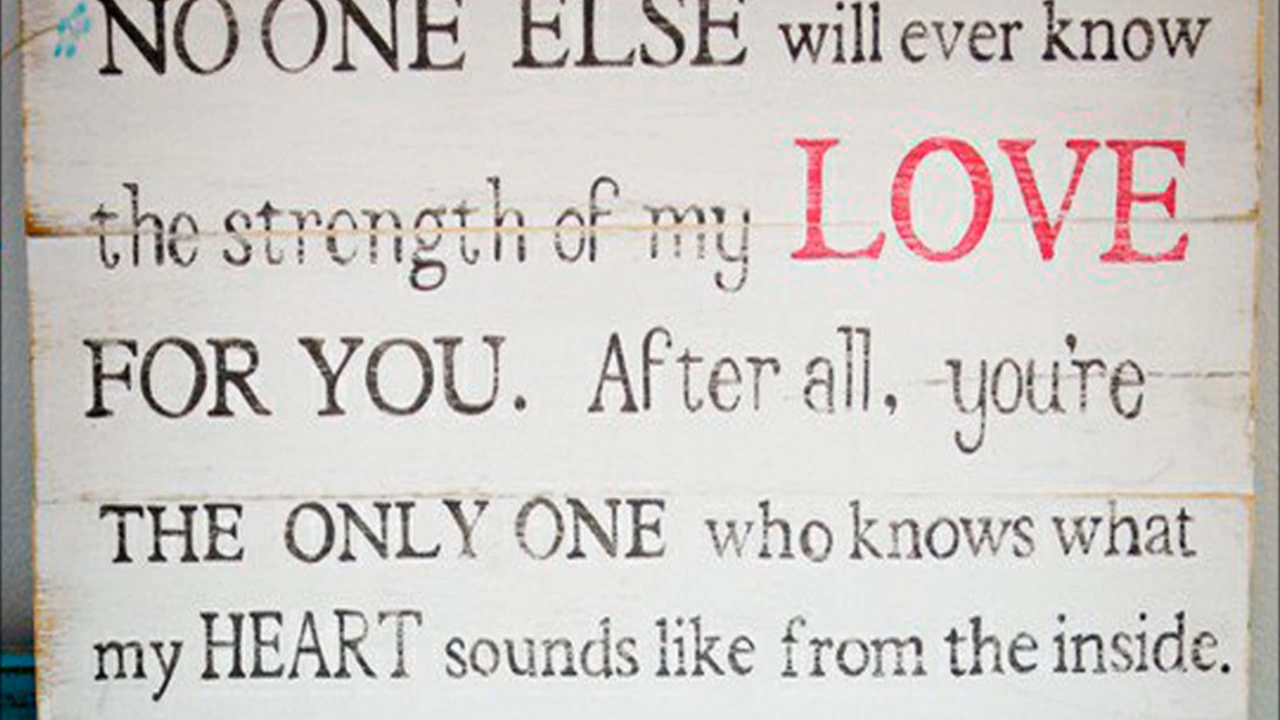 NO ONE ELSE will ever know
the strength of my LOVE
FOR YOU. After all, you're
THE ONLY ONE who knows what
my HEART sounds like from the inside.